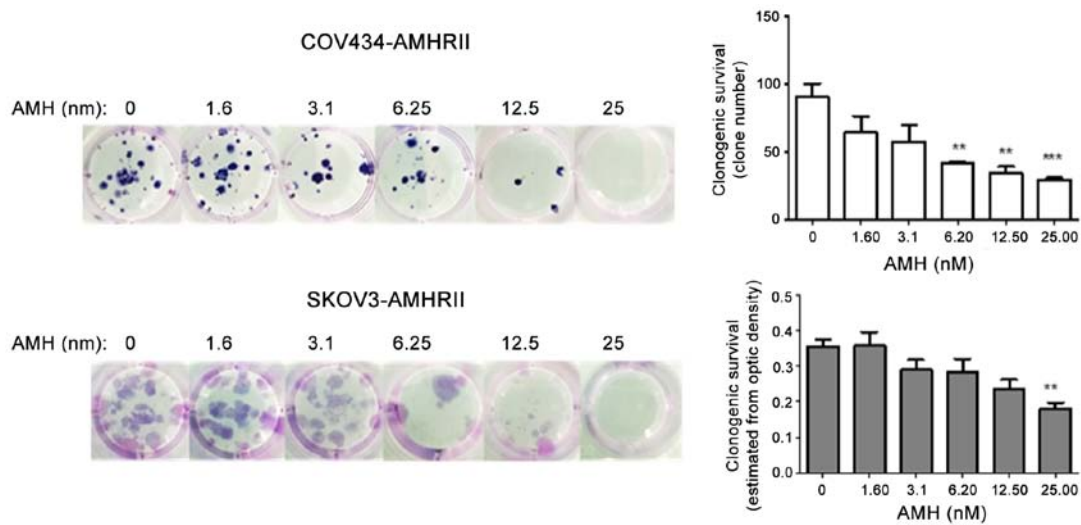 COV434-AMHRII
AMH (nm): 0 1.6 3.1 6.25 12.5 25
Clonogenic survival
(clone number)
150
100
50
0
** ** ***
0 1.60 3.1 6.20 12.50 25.00
AMH (nM)
SKOV3-AMHRII
AMH (nm): 0 1.6 3.1 6.25 12.5 25
Clonogenic survival
(estimated from optic density)
0.5
0.4
0.3
0.2
0.1
0.0
**
0 1.60 3.1 6.20 12.50 25.00
AMH (nM)